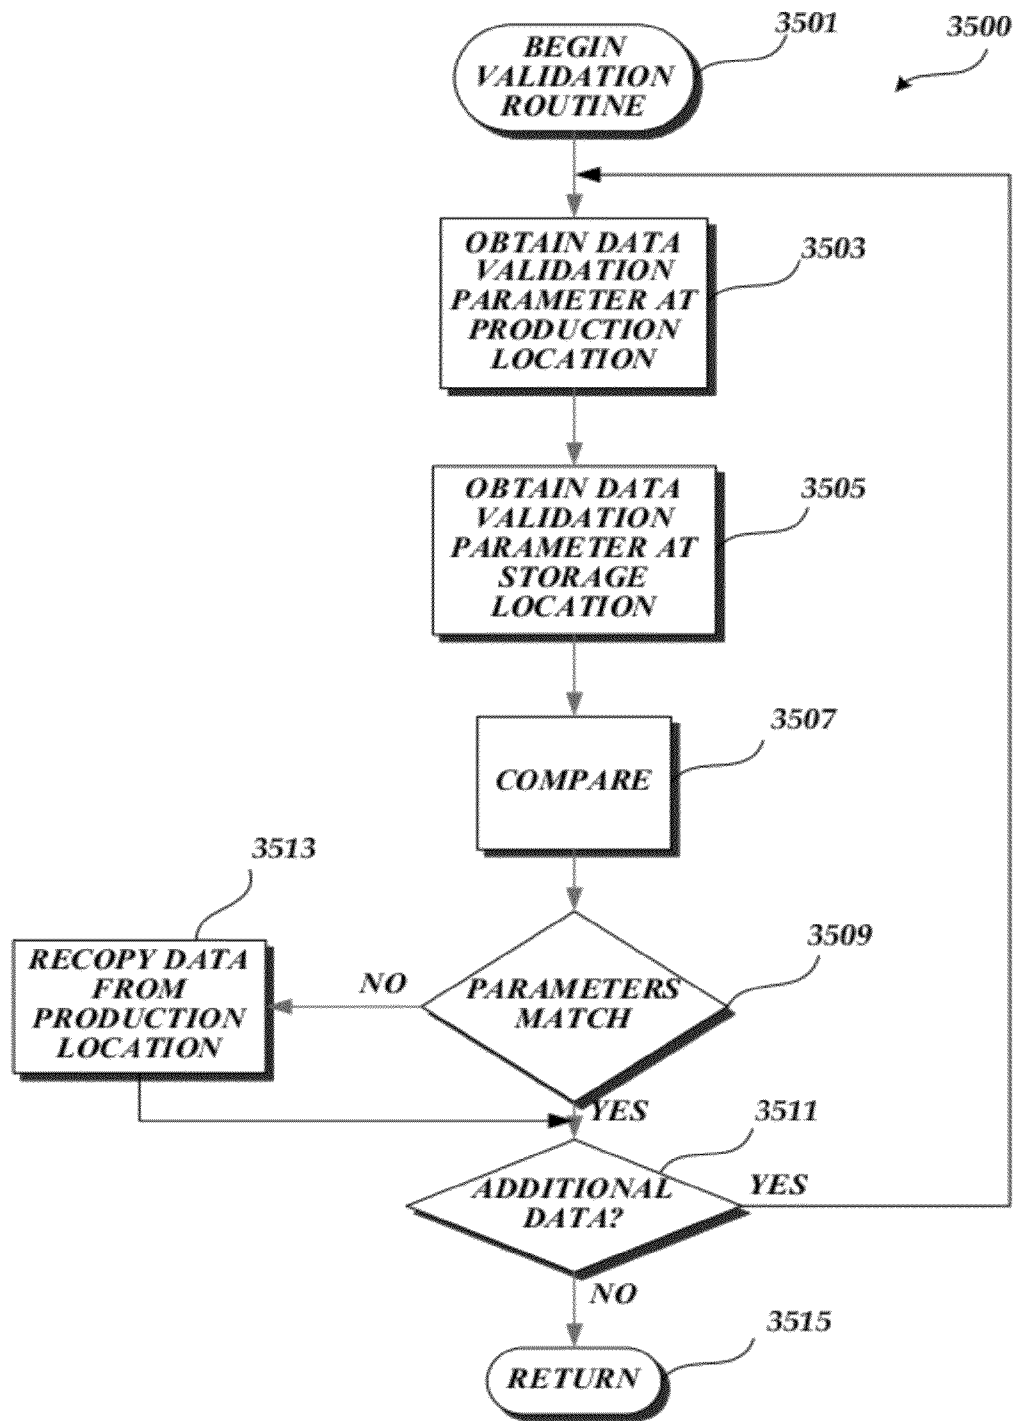 3501
3500
BEGIN
VALIDATION
ROUTINE
3503
OBTAIN DATA
VALIDATION
PARAMETER AT
PRODUCTION
LOCATION
3505
OBTAIN DATA
VALIDATION
PARAMETER AT
STORAGE
LOCATION
3507
COMPARE
3513
3509
RECOPY DATA
FROM
PRODUCTION
LOCATION
NO
PARAMETERS
MATCH
YES
3511
ADDITIONAL
DATA?
YES
NO
3515
RETURN